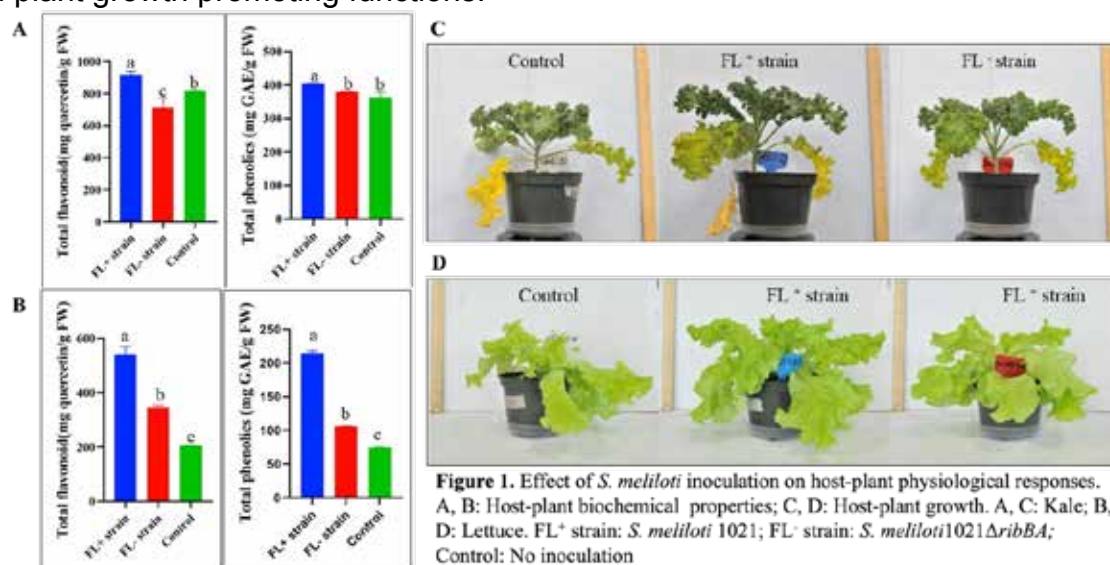 plant growth promoting functions.
A
Total flavonoid(mg quercetin/g FW)
1000
800
600
400
200
0
a
c
b
FL+ strain
FL- strain
Control
Total phenolics (mg GAE/g FW)
500
400
300
200
100
0
a
b
b
FL+ strain
FL- strain
Control
B
Total flavonoid(mg quercetin/g FW)
600
400
200
0
a
b
c
FL+ strain
FL- strain
Control
Total phenolics (mg GAE/g FW)
250
200
150
100
50
0
a
b
c
FL+ strain
FL- strain
Control
C
Control
FL + strain
FL - strain
D
Control
FL + strain
FL + strain
Figure 1. Effect of S. meliloti inoculation on host-plant physiological responses.
A, B: Host-plant biochemical properties; C, D: Host-plant growth. A, C: Kale; B,
D: Lettuce. FL+ strain: S. meliloti 1021; FL- strain: S. meliloti1021ΔribBA;
Control: No inoculation